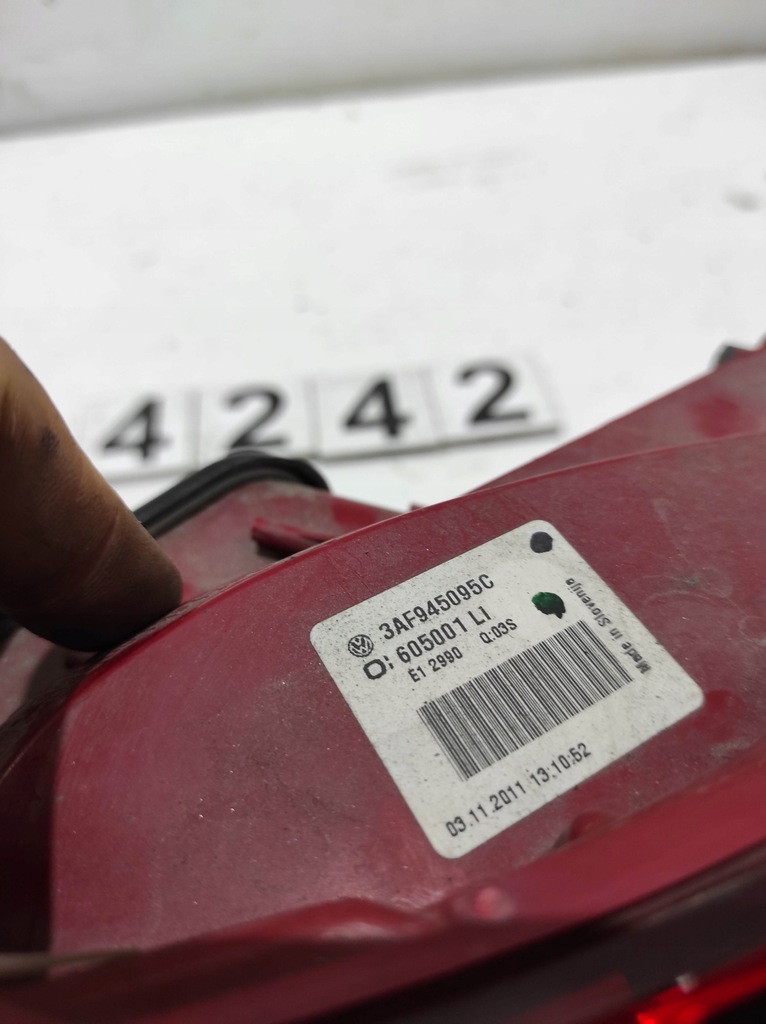 4242
3AF945095C
605001 LI
E1 2990 Q:03S
Made in Slovenija
03.11.2011 13:10:52